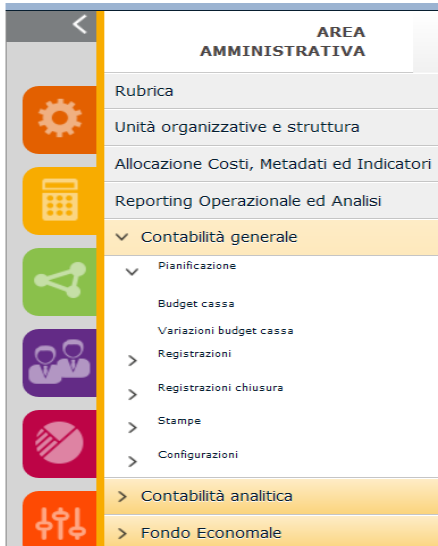 AREA
AMMINISTRATIVA
Rubrica
Unità organizzative e struttura
Allocazione Costi, Metadati ed Indicatori
Reporting Operazionale ed Analisi
Contabilità generale
Pianificazione
Budget cassa
Variazioni budget cassa
Registrazioni
Registrazioni chiusura
Stampe
Configurazioni
Contabilità analitica
Fondo Economale